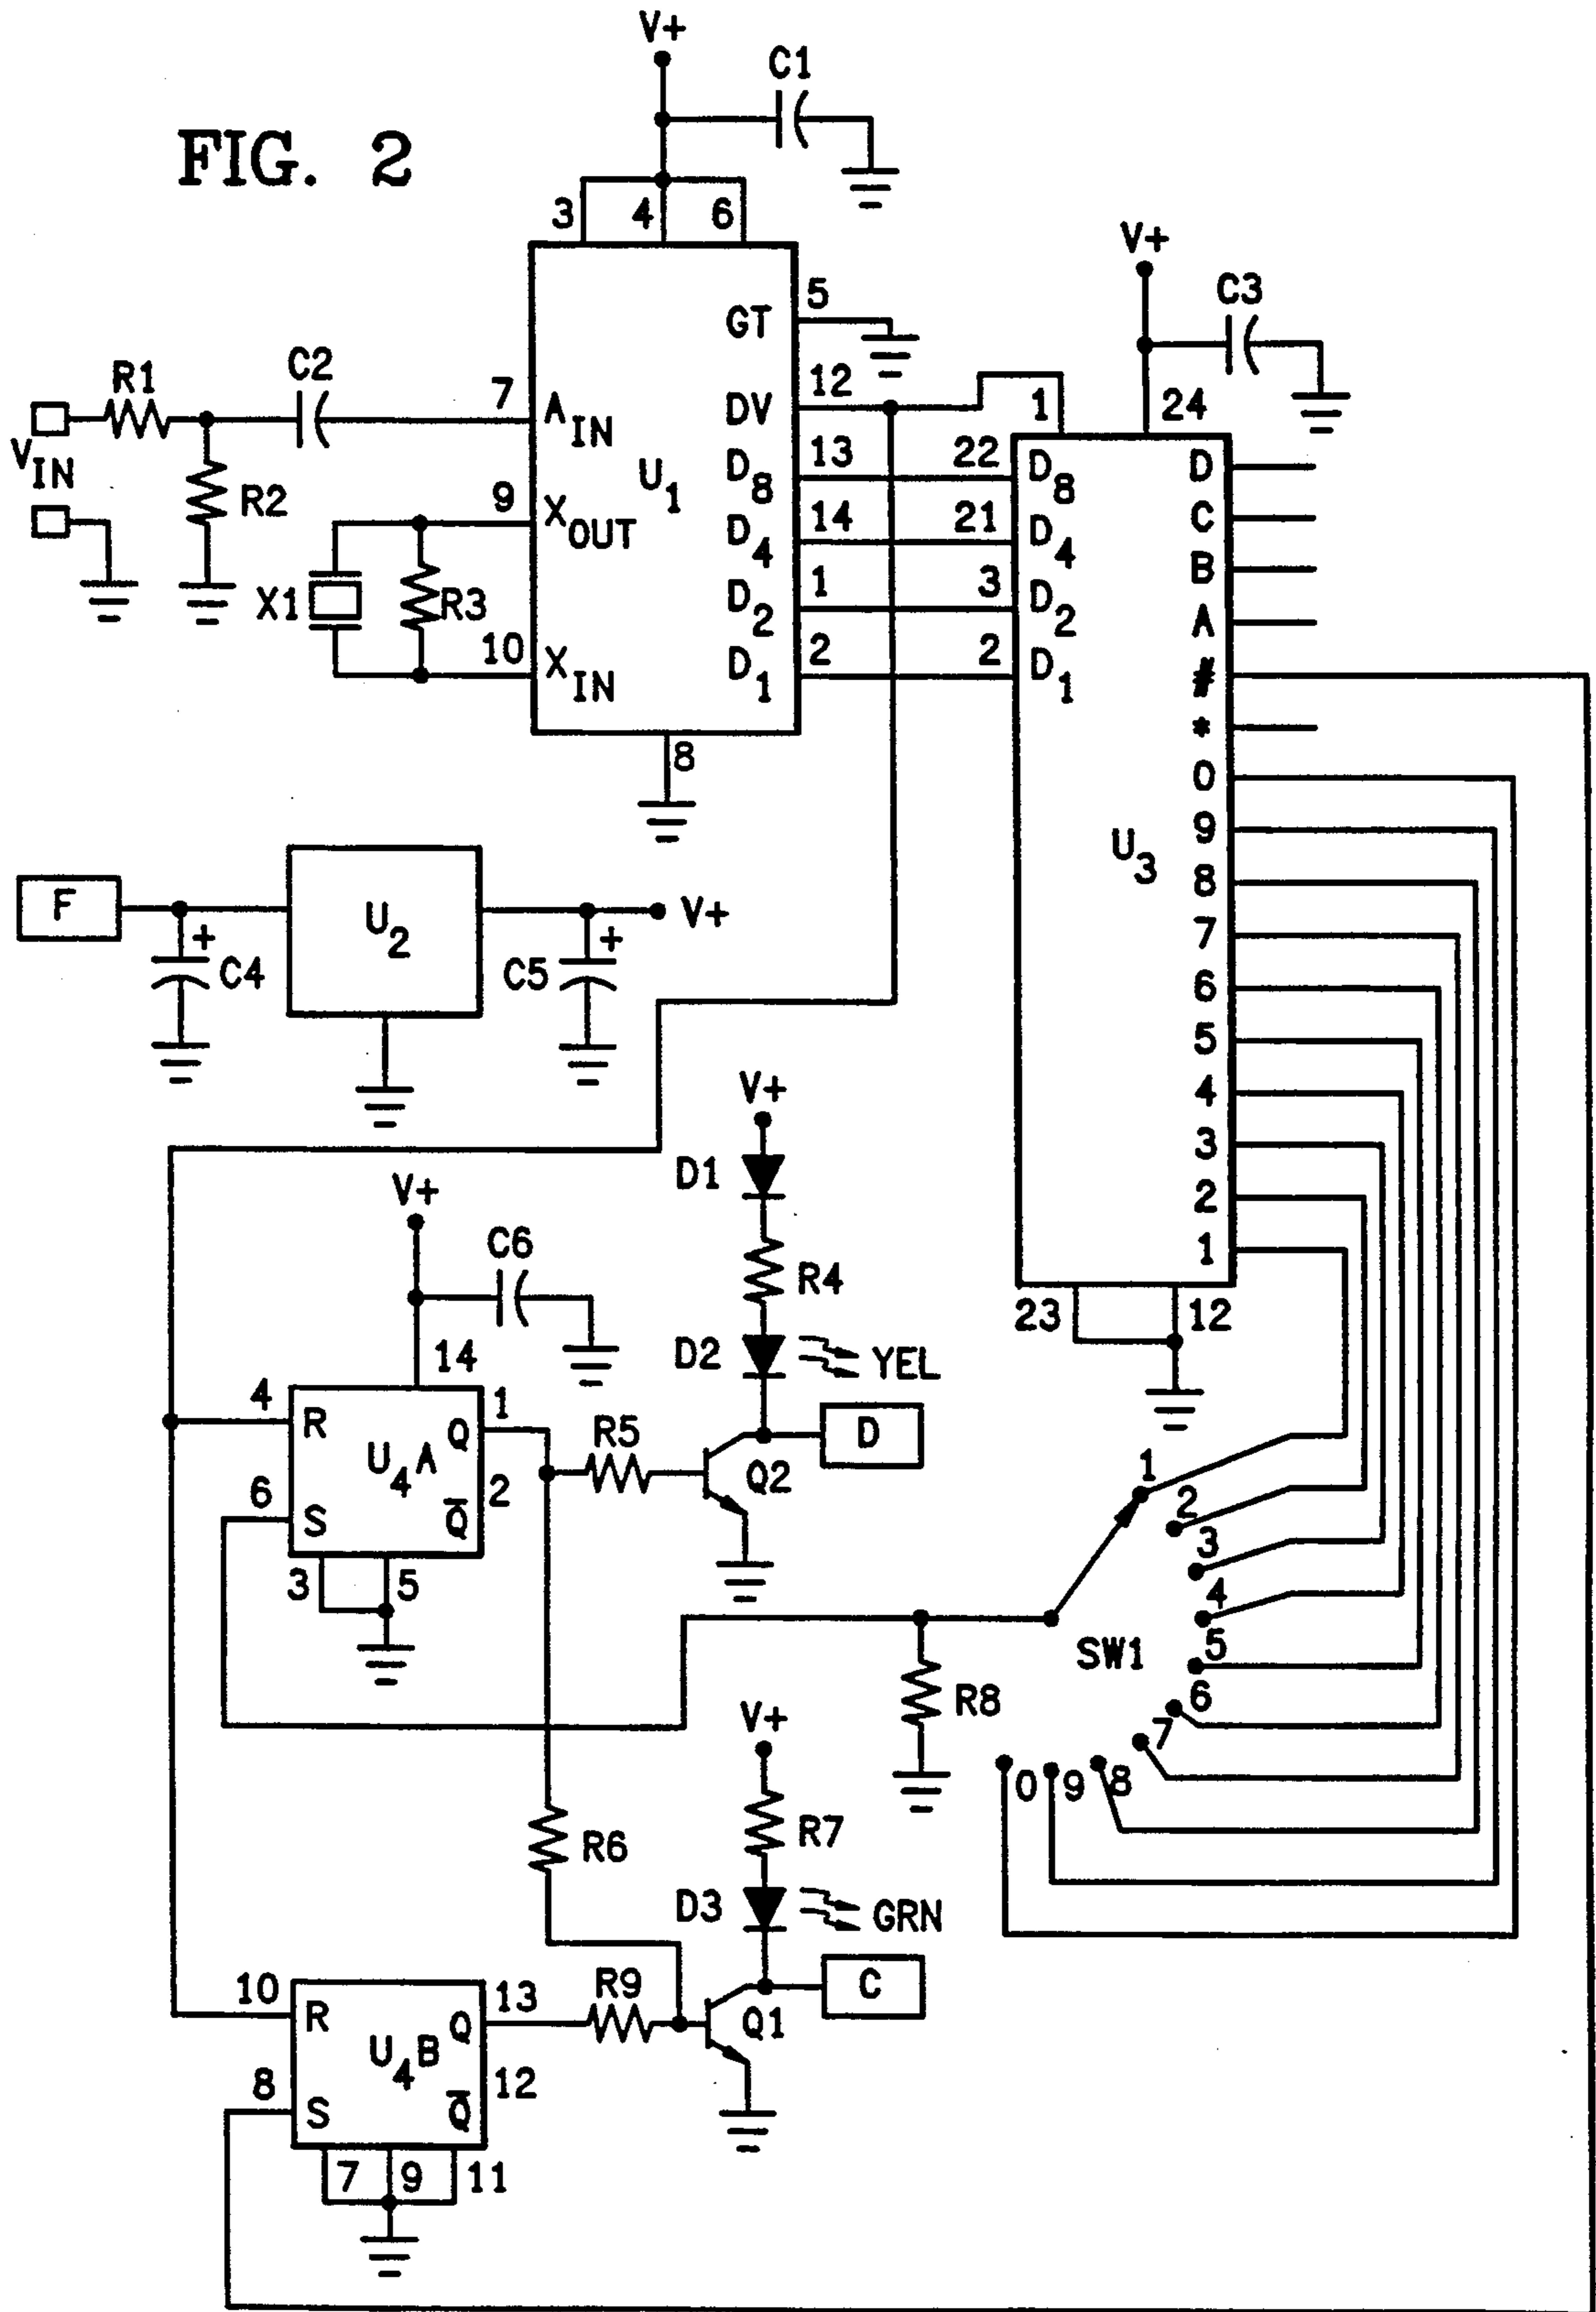 FIG. 2
V+
C1
3 4 6
V+
C3
5
GT
R1
C2
7
A IN
12
DV
1
24
V IN
R2
U1
D8
13
22
D8
D
9
X OUT
D4
14
21
D4
C
X1
R3
D2
1
3
D2
B
A
10
X IN
D1
2
2
D1
#
*
8
0
9
U3
8
F
U2
V+
7
+
C4
C5
+
6
5
4
V+
3
D1
V+
2
C6
R4
1
14
23
12
D2
YEL
4
R
Q
1
R5
D
U4A
Q2
6
S
Q̄
2
3
5
1
2
3
4
5
6
7
8
9
0
SW1
R8
V+
R6
R7
D3
GRN
10
R
Q
13
R9
C
U4B
Q1
8
S
Q̄
12
7 9 11